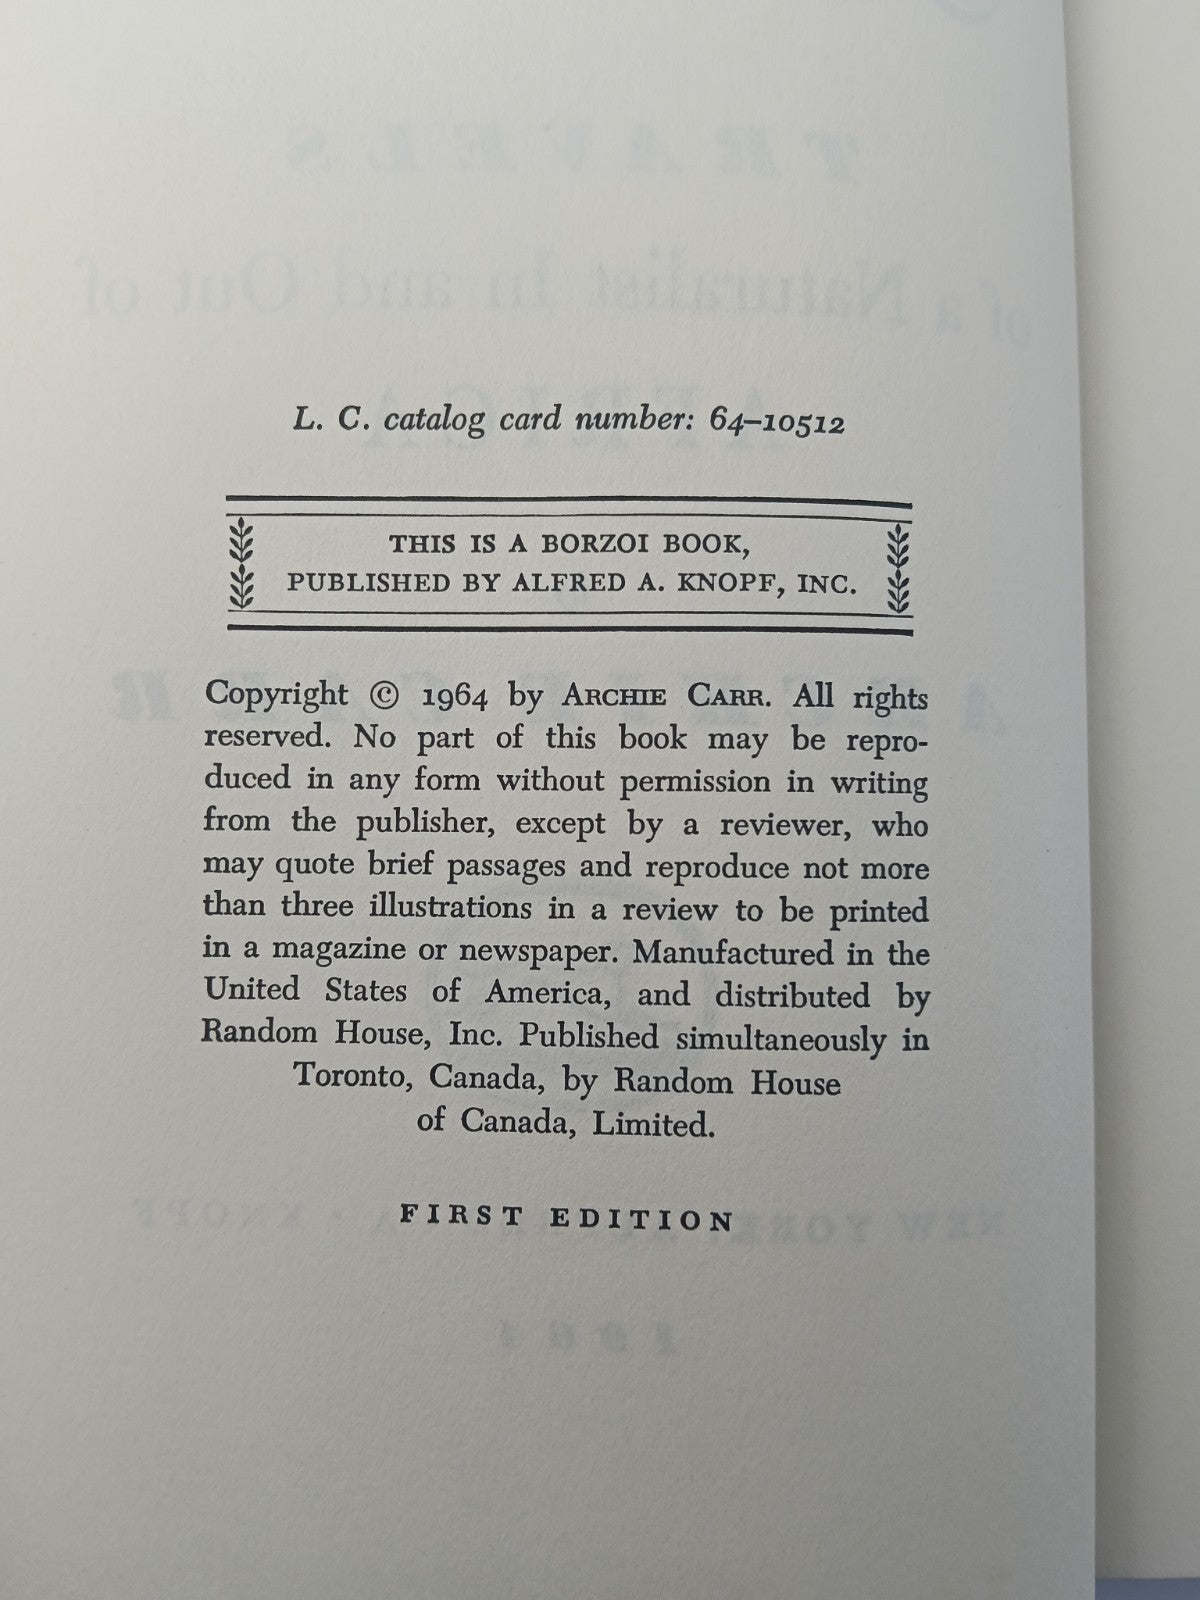 L. C. catalog card number: 64–10512
THIS IS A BORZOI BOOK,
PUBLISHED BY ALFRED A. KNOPF, INC.
Copyright © 1964 by ARCHIE CARR. All rights
reserved. No part of this book may be repro-
duced in any form without permission in writing
from the publisher, except by a reviewer, who
may quote brief passages and reproduce not more
than three illustrations in a review to be printed
in a magazine or newspaper. Manufactured in the
United States of America, and distributed by
Random House, Inc. Published simultaneously in
Toronto, Canada, by Random House
of Canada, Limited.
FIRST EDITION